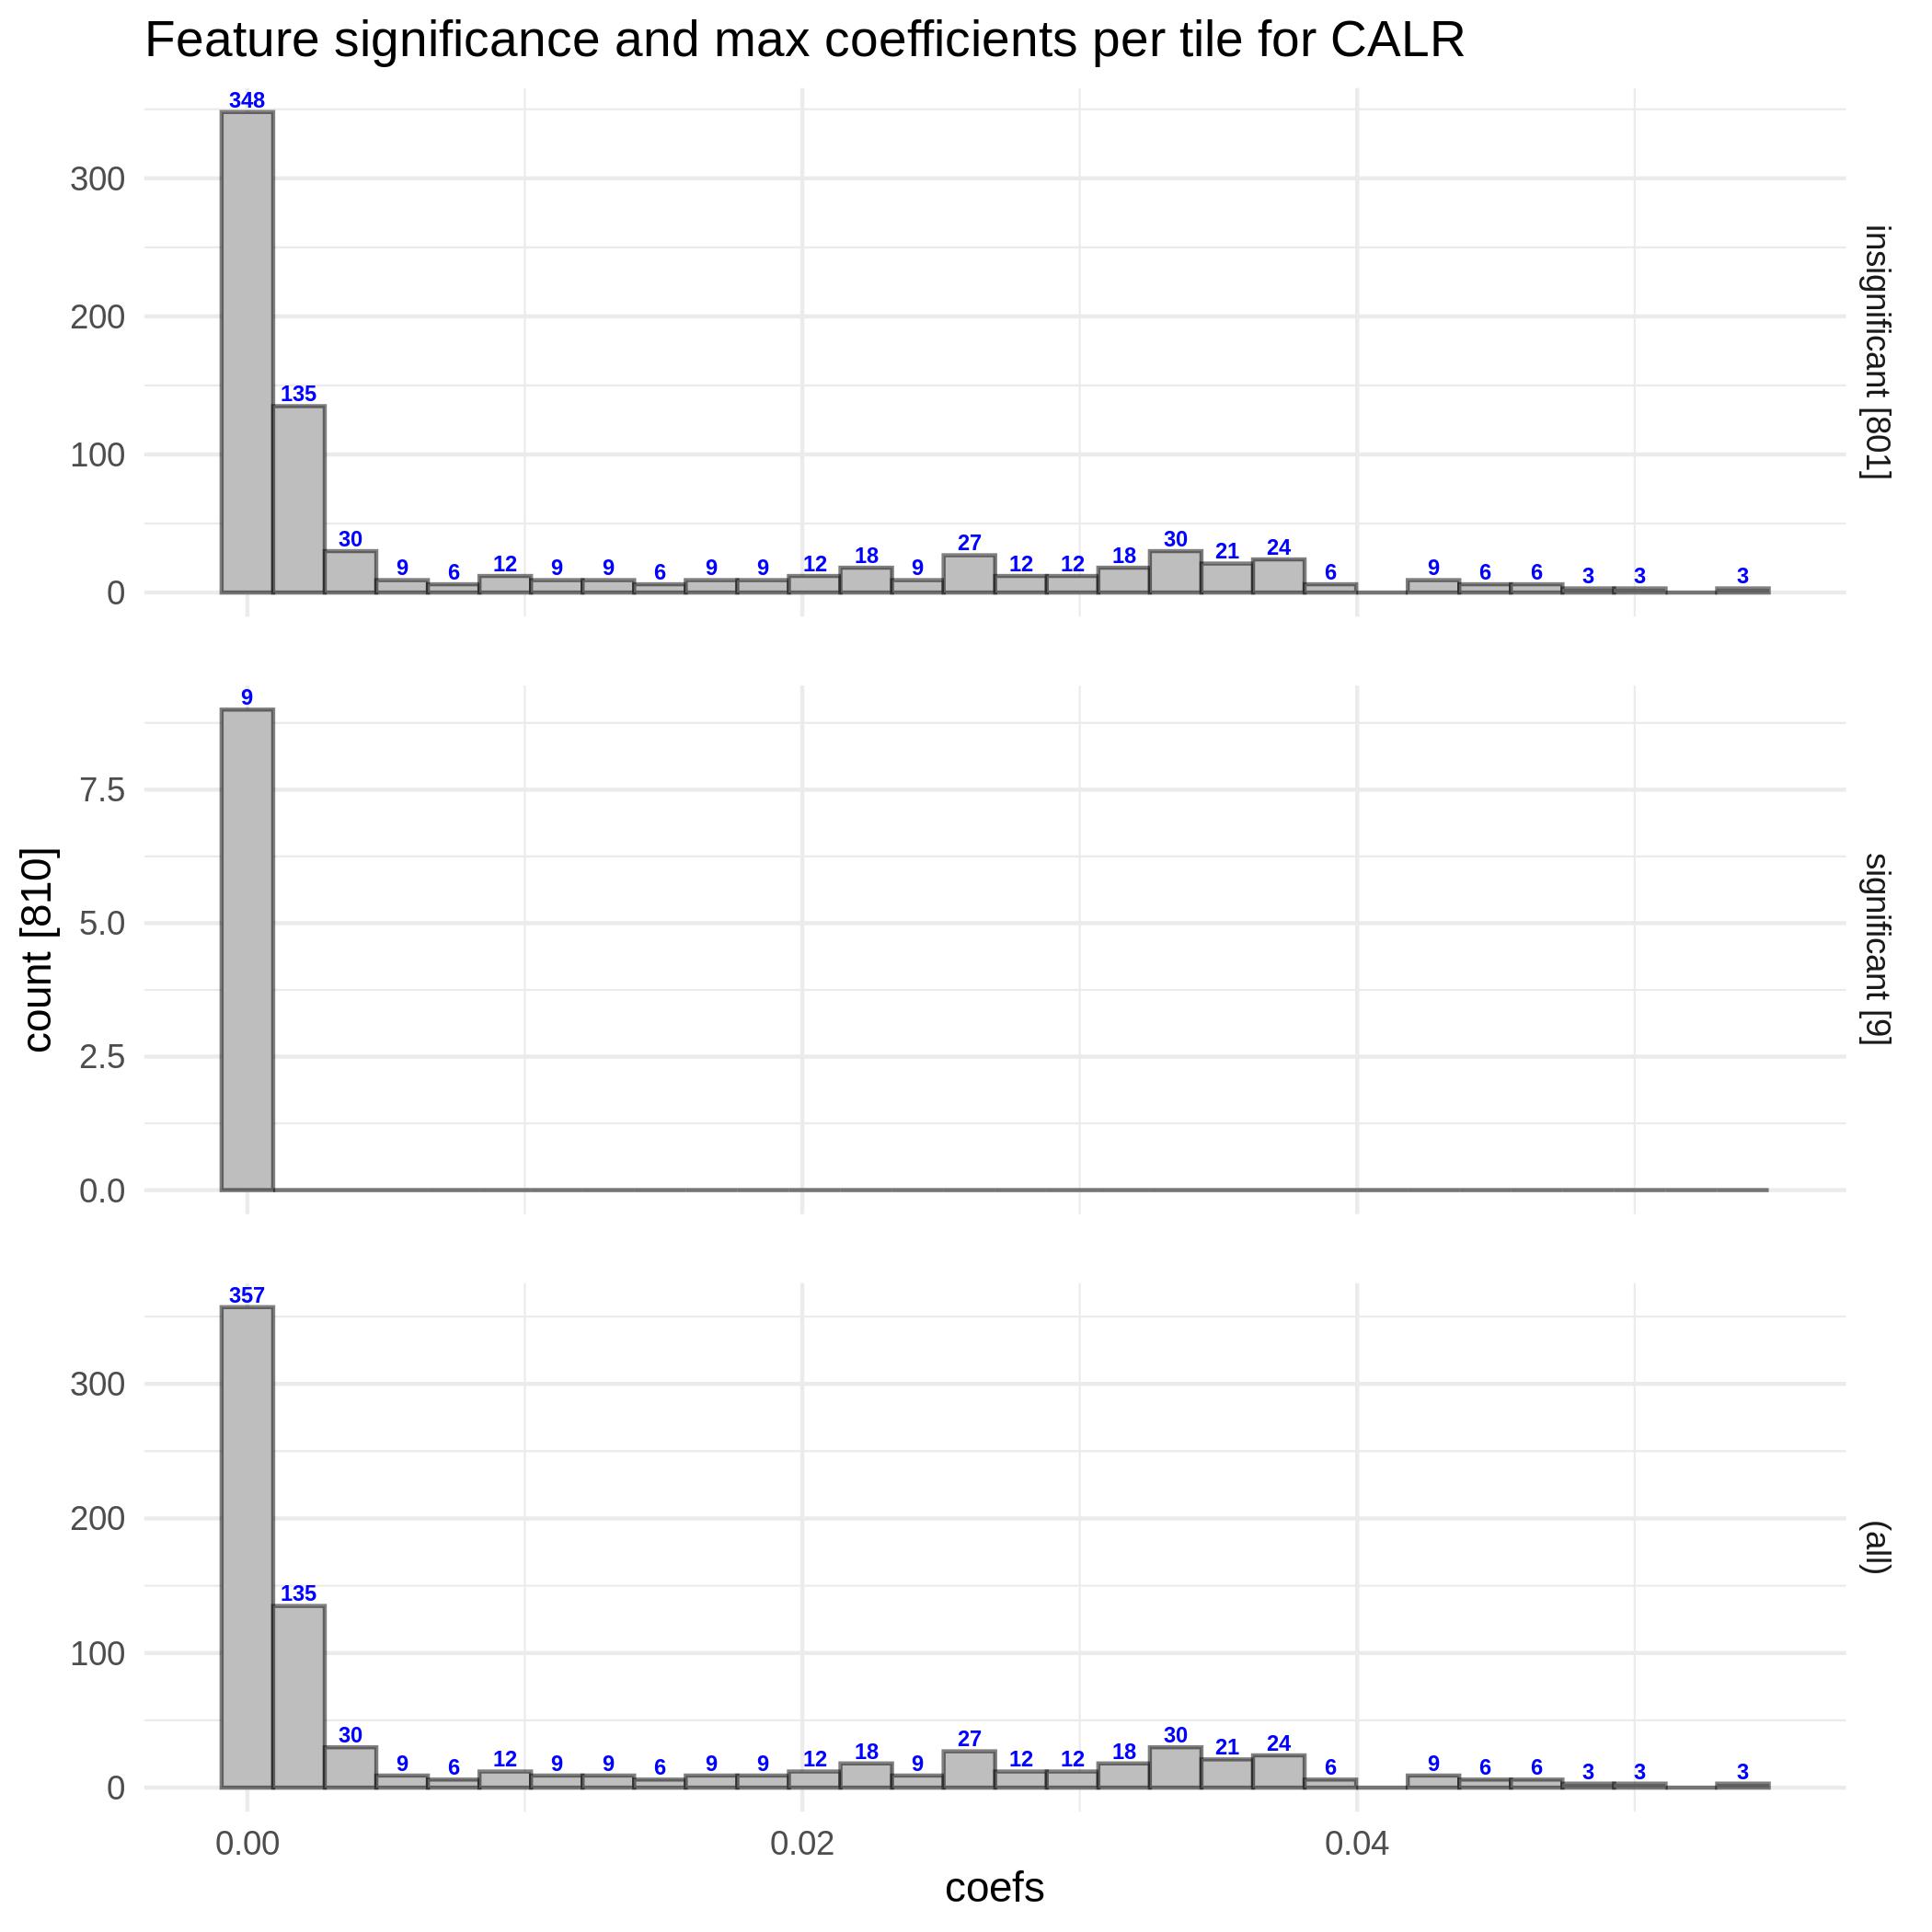 Feature significance and max coefficients per tile for CALR
348
135
30 9 6 12 9 9 6 9 9 12 18 9 27 12 12 18 30 21 24 6 9 6 6 3 3 3
300
200
100
0
insignificant [801]
9
7.5
5.0
2.5
0.0
significant [9]
count [810]
357
135
30 9 6 12 9 9 6 9 9 12 18 9 27 12 12 18 30 21 24 6 9 6 6 3 3 3
300
200
100
0
(all)
0.00 0.02 0.04
coefs